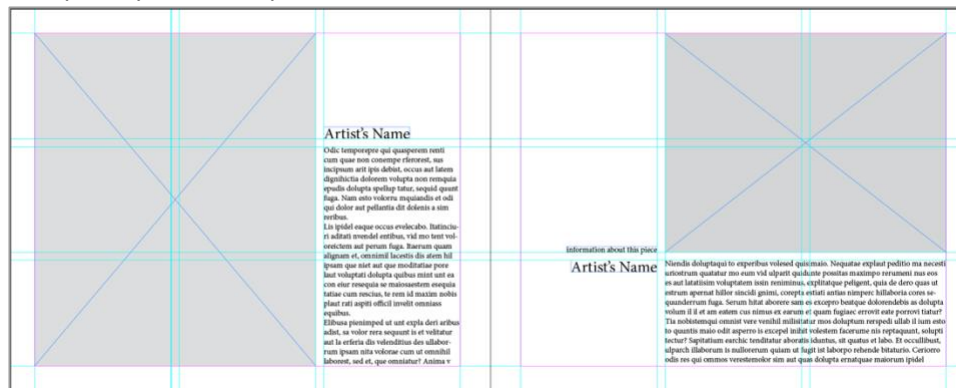 Artist's Name
Odic temporepre qui quasperem renti
cum quae non conempe rferorest, sus
incipsum arit ipis debist, occus aut latem
dignihictia dolorem volupta non remquia
epudis dolupta spellup tatur, sequid quunt
fuga. Nam esto volorru mquiandis et odi
qui dolor aut pellantia dit dolenis a sim
reribus.
Lis ipidel eaque occus evelecabo. Itatinciu-
ri aditati nvendel entibus, vid mo tent vol-
oreictem aut perum fuga. Itaerum quam
alignam et, omnimil lacestis dis atem hil
ipsam que niet aut que moditatiae pore
laut voluptati dolupta quibus mint unt ea
con eiur resequia se maiossaestem esequia
tatiae cum rescius, te rem id maxim nobis
plaut rati aspiti officil invelit omniass
equibus.
Elibusa pienimped ut unt expla deri aribus
adist, sa volor rera sequunt is et velitatur
aut la erferia dis velenditius des ullabor-
rum ipsam nita volorae cum ut omnihil
laborest, sed et, que omniatur? Anima v
Information about this piece
Artist's Name
Niendis doluptaqui to experibus volesed quiscmaio. Nequatae explaut peditio ma necesti
uriostrum quatatur mo eum vid ulparit quidunte possitas maximpo rerumeni nus eos
es aut latatisim voluptatem issin reniminus, explitatque peligent, quia de dero quas ut
estrum apernat hiller sincidi gnimi, corepta estiati antias nimperc hillaboria cores se-
quanderrum fuga. Serum hitat aborere sam es excepro beatque dolorendebis as dolupta
volum il il et am eatem cus nimus ex earum et quam fugiaec errovit eate porrovi tiatur?
Tia nobistemqui omnist vere venihil milisitatur mos doluptum rerspedi ullab il ium esto
to quantis maio odit asperro is excepel inihit volestem facerume nis reptaquunt, solupti
tectur? Sapitatium earchic tenditatur aboratis iduntus, sit quatus et labo. Et occullibust,
ulparch illaborum is nullorerum quiam ut fugit ist laborpo rehende bitaturio. Ceriorro
odis res qui ommos verestemolor sim aut quas dolupta ernatquae maiorum ipidel